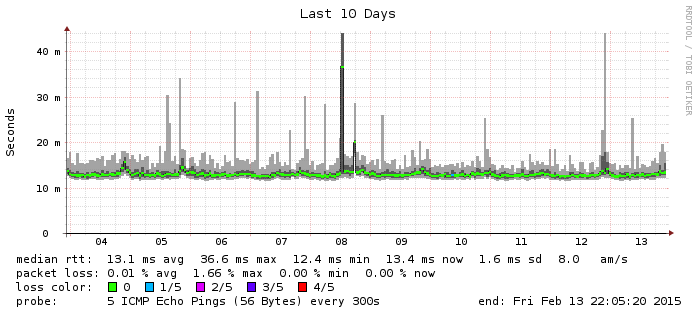 Last 10 Days
RRDTOOL / TOBI OETIKER
Seconds
40 m
30 m
20 m
10 m
0
04 05 06 07 08 09 10 11 12 13
median rtt: 13.1 ms avg 36.6 ms max 12.4 ms min 13.4 ms now 1.6 ms sd 8.0 am/s
packet loss: 0.01 % avg 1.66 % max 0.00 % min 0.00 % now
loss color: 0 1/5 2/5 3/5 4/5
probe: 5 ICMP Echo Pings (56 Bytes) every 300s end: Fri Feb 13 22:05:20 2015